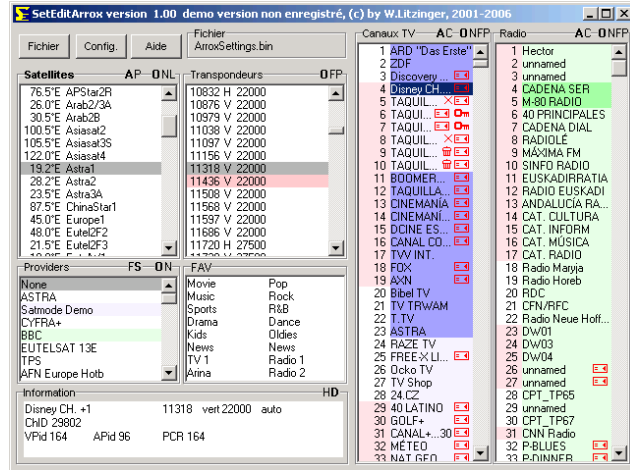 SetEditArrox version 1.00 demo version non enregistré, (c) by W.Litzinger, 2001-2006
Fichier Config. Aide
Fichier
ArroxSettings.bin
Satellites AP ONL
76.5°E APStar2R
26.0°E Arab2/3A
30.5°E Arab2B
100.5°E Asiasat2
105.5°E Asiasat3S
122.0°E Asiasat4
19.2°E Astra1
28.2°E Astra2
23.5°E Astra3A
87.5°E ChinaStar1
45.0°E Europe1
48.0°E Eutel2F2
21.5°E Eutel2F3
Transpondeurs OFP
10832 H 22000
10876 V 22000
10979 V 22000
11038 V 22000
11097 V 22000
11156 V 22000
11318 V 22000
11436 V 22000
11508 V 22000
11568 V 22000
11597 V 22000
11686 V 22000
11720 H 27500
Providers FS ON
None
ASTRA
Satmode Demo
CYFRA+
BBC
EUTELSAT 13E
TPS
AFN Europe Hotb
FAV
Movie Pop
Music Rock
Sports R&B
Drama Dance
Kids Oldies
News News
TV 1 Radio 1
Arina Radio 2
Information HD
Disney CH. +1 11318 vert 22000 auto
ChID 29802
VPid 164 APid 96 PCR 164
Canaux TV AC ONFP
1 ARD "Das Erste"
2 ZDF
3 Discovery ...
4 Disney CH....
5 TAQUIL...
6 TAQUI...
7 TAQUI...
8 TAQUIL...
9 TAQUIL...
10 TAQUIL...
11 BOOMER...
12 TAQUILLA...
13 CINEMANÍA
14 CINEMANÍ...
15 DCINE ES...
16 CANAL CO...
17 TVV INT.
18 FOX
19 AXN
20 Bibel TV
21 TV TRWAM
22 T.TV
23 ASTRA
24 RAZE TV
25 FREE-X LI...
26 Ocko TV
27 TV Shop
28 24.CZ
29 40 LATINO
30 GOLF+
31 CANAL+...30
32 MÉTEO
33 NAT GEO
Radio AC ONFP
1 Hector
2 unnamed
3 unnamed
4 CADENA SER
5 M-80 RADIO
6 40 PRINCIPALES
7 CADENA DIAL
8 RADIOLÉ
9 MÁXIMA FM
10 SINFO RADIO
11 EUSKADIRRATIA
12 RADIO EUSKADI
13 ANDALUCÍA RA...
14 CAT. CULTURA
15 CAT. INFORM
16 CAT. MÚSICA
17 CAT. RADIO
18 Radio Maryja
19 Radio Horeb
20 RDC
21 CFN/RFC
22 Radio Neue Hoff...
23 DW01
24 DW03
25 DW04
26 unnamed
27 unnamed
28 CPT_TP65
29 unnamed
30 CPT_TP67
31 CNN Radio
32 P-BLUES
33 P-DINNER